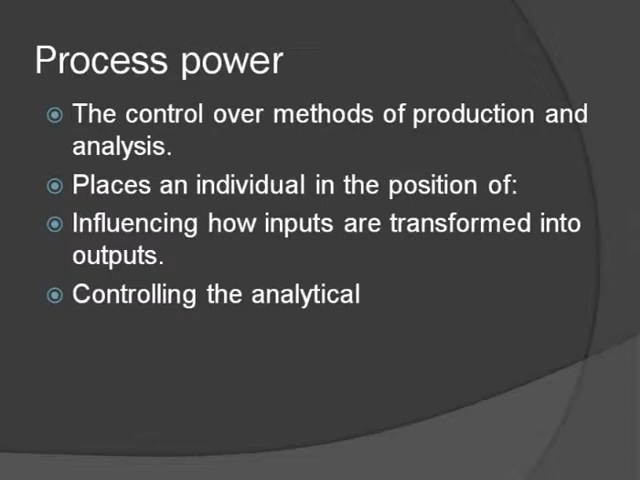 Process power
The control over methods of production and
analysis.
Places an individual in the position of:
Influencing how inputs are transformed into
outputs.
Controlling the analytical